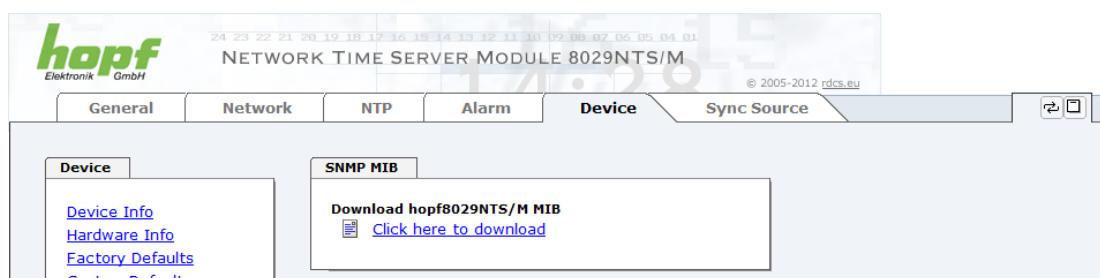 24 23 22 21 20 19 18 17 16 15 14 13 12 11 10 09 08 07 06 05 04 01
hopf
Elektronik GmbH
NETWORK TIME SERVER MODULE 8029NTS/M
14:28
© 2005-2012 rdcs.eu
General Network NTP Alarm Device Sync Source
Device
SNMP MIB
Device Info
Hardware Info
Factory Defaults
Download hopf8029NTS/M MIB
Click here to download